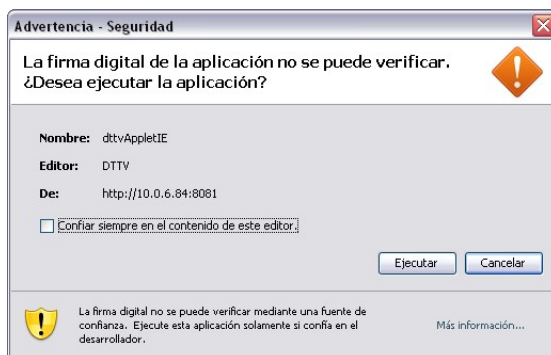 Advertencia - Seguridad
La firma digital de la aplicación no se puede verificar.
¿Desea ejecutar la aplicación?
Nombre: dttvAppletIE
Editor: DTTV
De: http://10.0.6.84:8081
Confiar siempre en el contenido de este editor.
Ejecutar Cancelar
La firma digital no se puede verificar mediante una fuente de
confianza. Ejecute esta aplicación solamente si confía en el
desarrollador.
Más información...